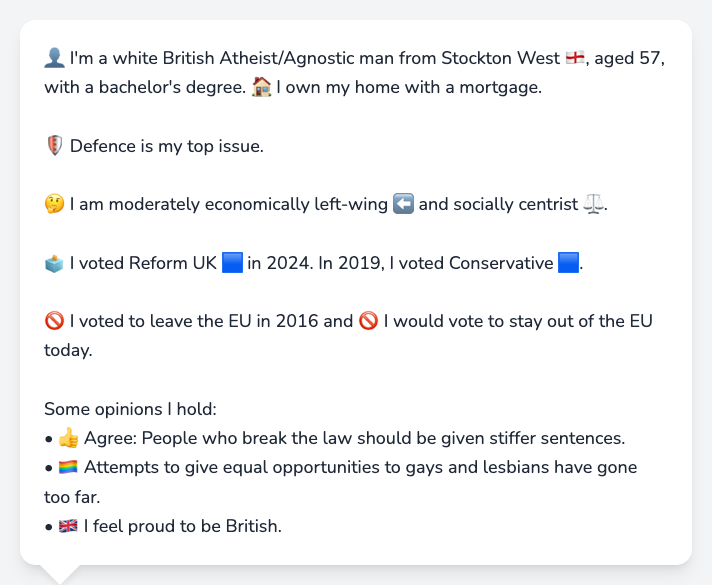 👤 I'm a white British Atheist/Agnostic man from Stockton West 🏴󠁧󠁢󠁥󠁮󠁧󠁿, aged 57,
with a bachelor's degree. 🏠 I own my home with a mortgage.
🛡️ Defence is my top issue.
🤔 I am moderately economically left-wing ⬅️ and socially centrist ⚖️.
🗳️ I voted Reform UK 🟦 in 2024. In 2019, I voted Conservative 🟦.
🚫 I voted to leave the EU in 2016 and 🚫 I would vote to stay out of the EU
today.
Some opinions I hold:
• 👍 Agree: People who break the law should be given stiffer sentences.
• 🏳️‍🌈 Attempts to give equal opportunities to gays and lesbians have gone
too far.
• 🇬🇧 I feel proud to be British.